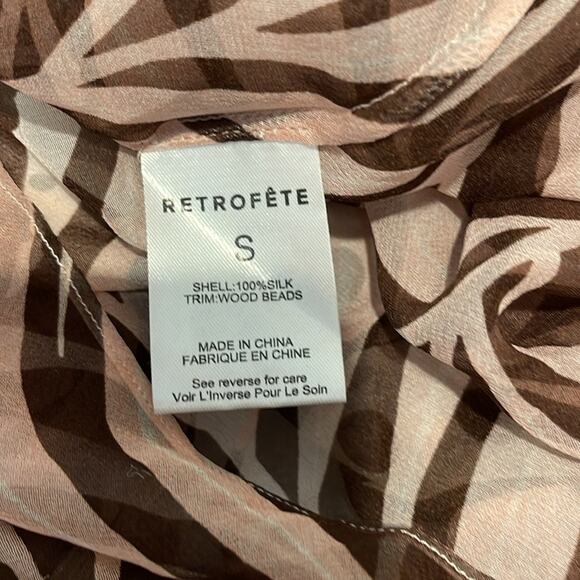 RETROFÊTE
S
SHELL:100%SILK
TRIM:WOOD BEADS
MADE IN CHINA
FABRIQUE EN CHINE
See reverse for care
Voir L'Inverse Pour Le Soin